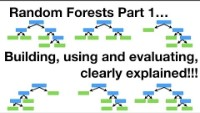 Random Forests Part 1...
Building, using and evaluating,
clearly explained!!!